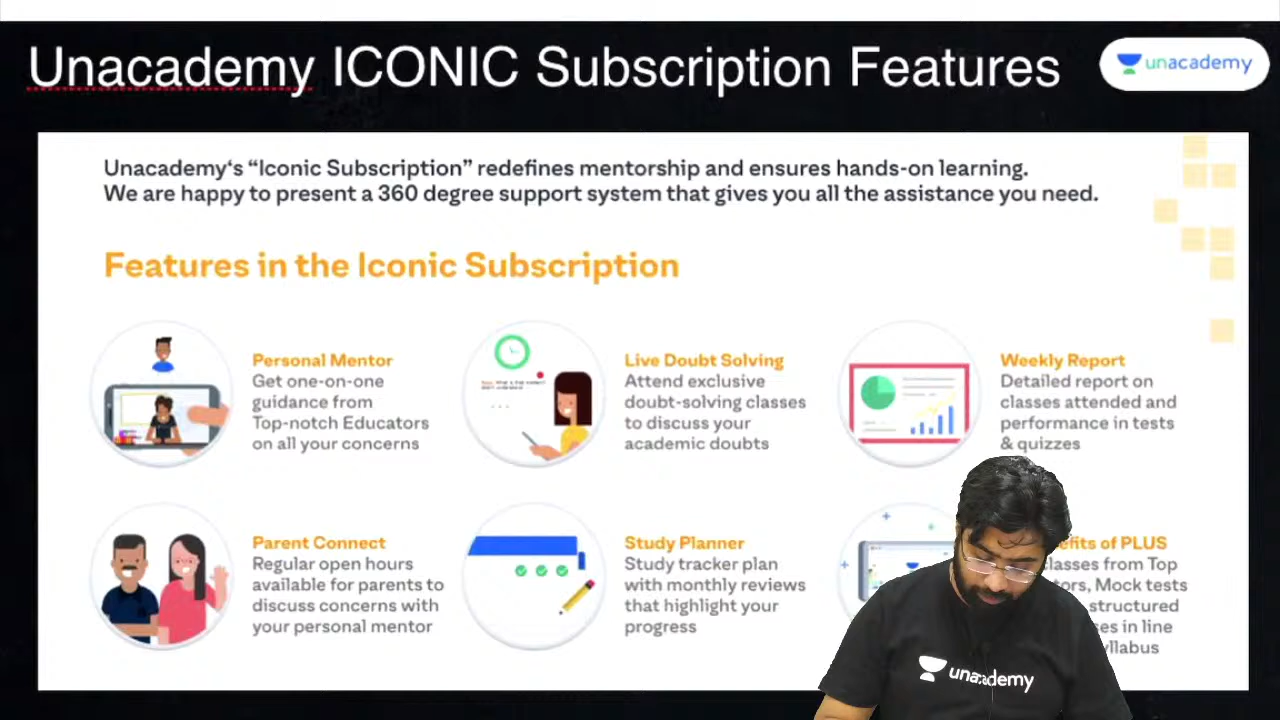 Unacademy ICONIC Subscription Features
unacademy
Unacademy‘s “Iconic Subscription” redefines mentorship and ensures hands-on learning.
We are happy to present a 360 degree support system that gives you all the assistance you need.
Features in the Iconic Subscription
Personal Mentor
Get one-on-one
guidance from
Top-notch Educators
on all your concerns
Live Doubt Solving
Attend exclusive
doubt-solving classes
to discuss your
academic doubts
Weekly Report
Detailed report on
classes attended and
performance in tests
& quizzes
Parent Connect
Regular open hours
available for parents to
discuss concerns with
your personal mentor
Study Planner
Study tracker plan
with monthly reviews
that highlight your
progress
of PLUS
from Top
Mock tests
structured
in line
unacademy